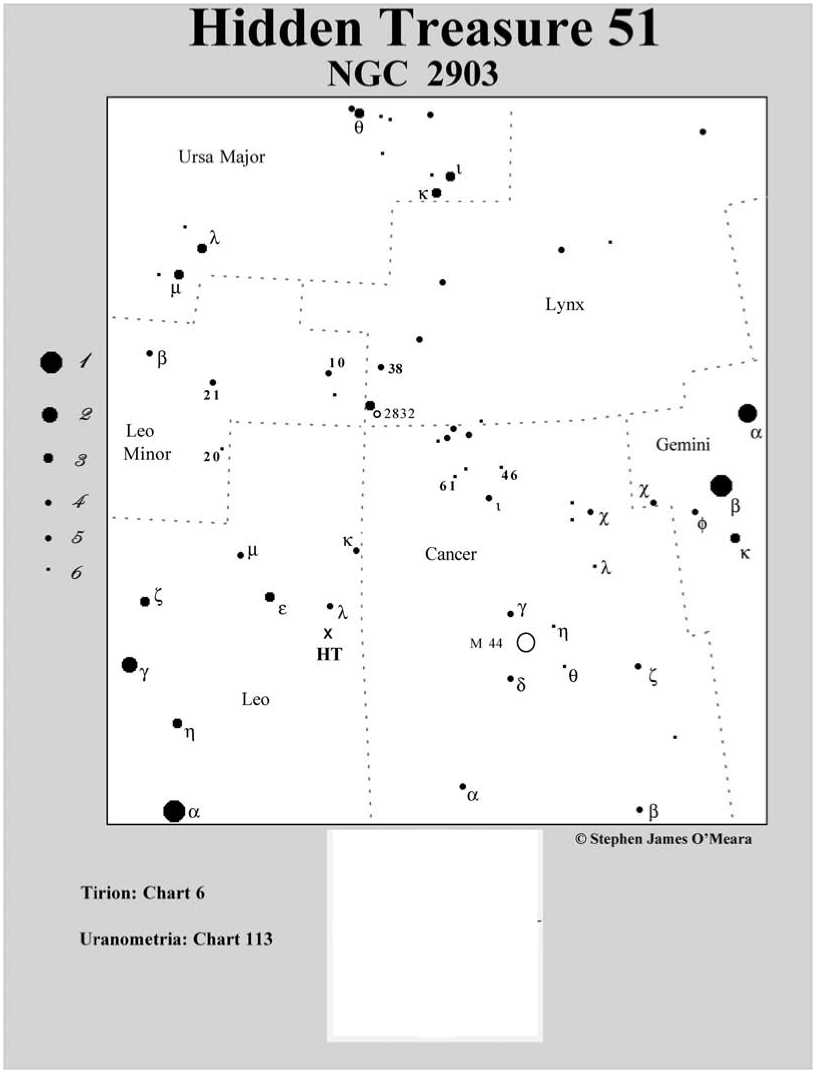 Hidden Treasure 51
NGC 2903
θ
Ursa Major
ι
κ
λ
μ
Lynx
β
10
38
21
2832
1
2
3
4
5
6
Leo
Minor
20
Gemini
α
β
κ
φ
χ
46
61
ι
χ
Cancer
λ
κ
μ
ζ
ε
λ
x
HT
γ
η
M 44
γ
δ
θ
ζ
Leo
η
α
α
β
© Stephen James O'Meara
Tirion: Chart 6
Uranometria: Chart 113